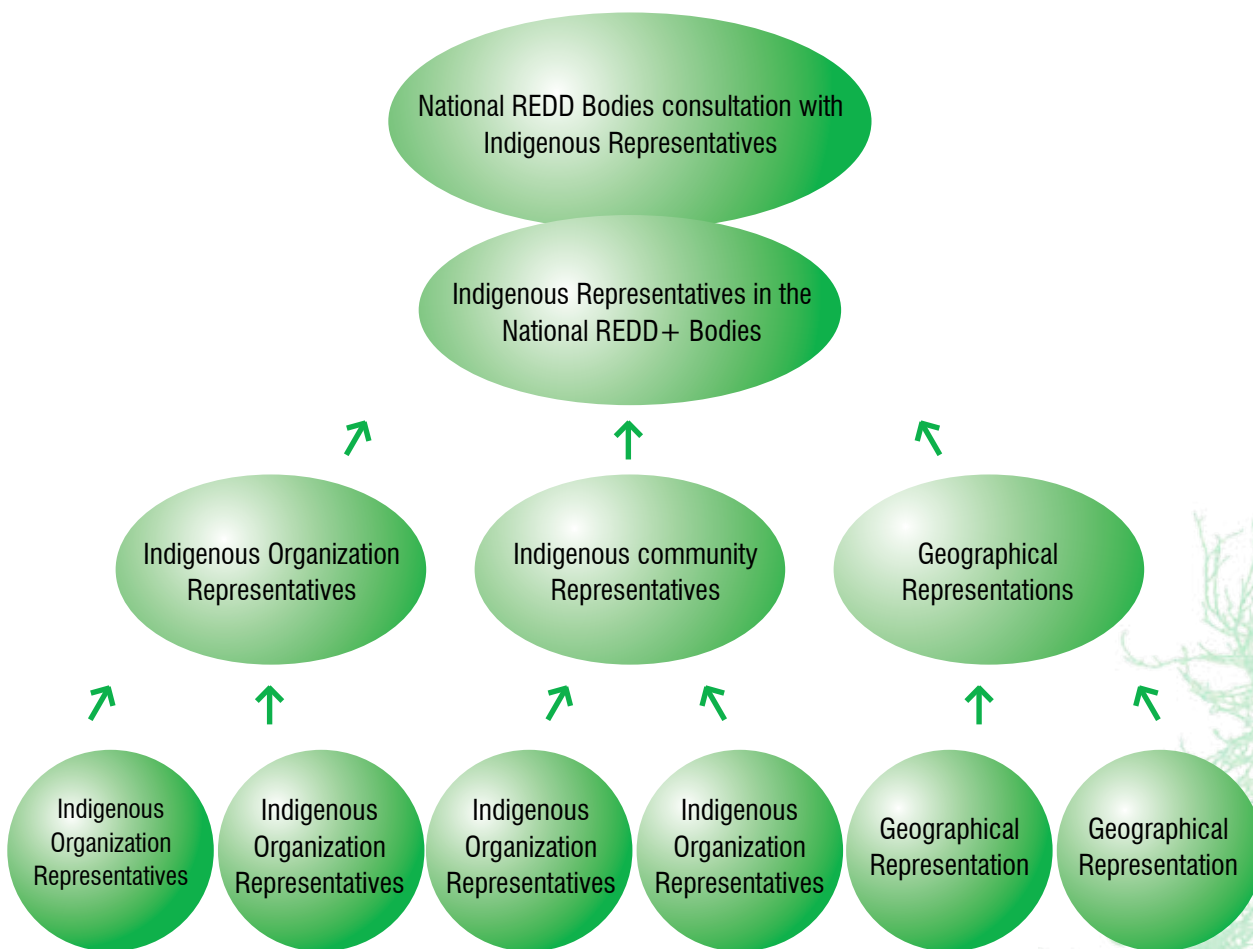 National REDD Bodies consultation with
Indigenous Representatives
Indigenous Representatives in the
National REDD+ Bodies
Indigenous Organization
Representatives
Indigenous community
Representatives
Geographical
Representations
Indigenous
Organization
Representatives
Indigenous
Organization
Representatives
Indigenous
Organization
Representatives
Indigenous
Organization
Representatives
Geographical
Representation
Geographical
Representation